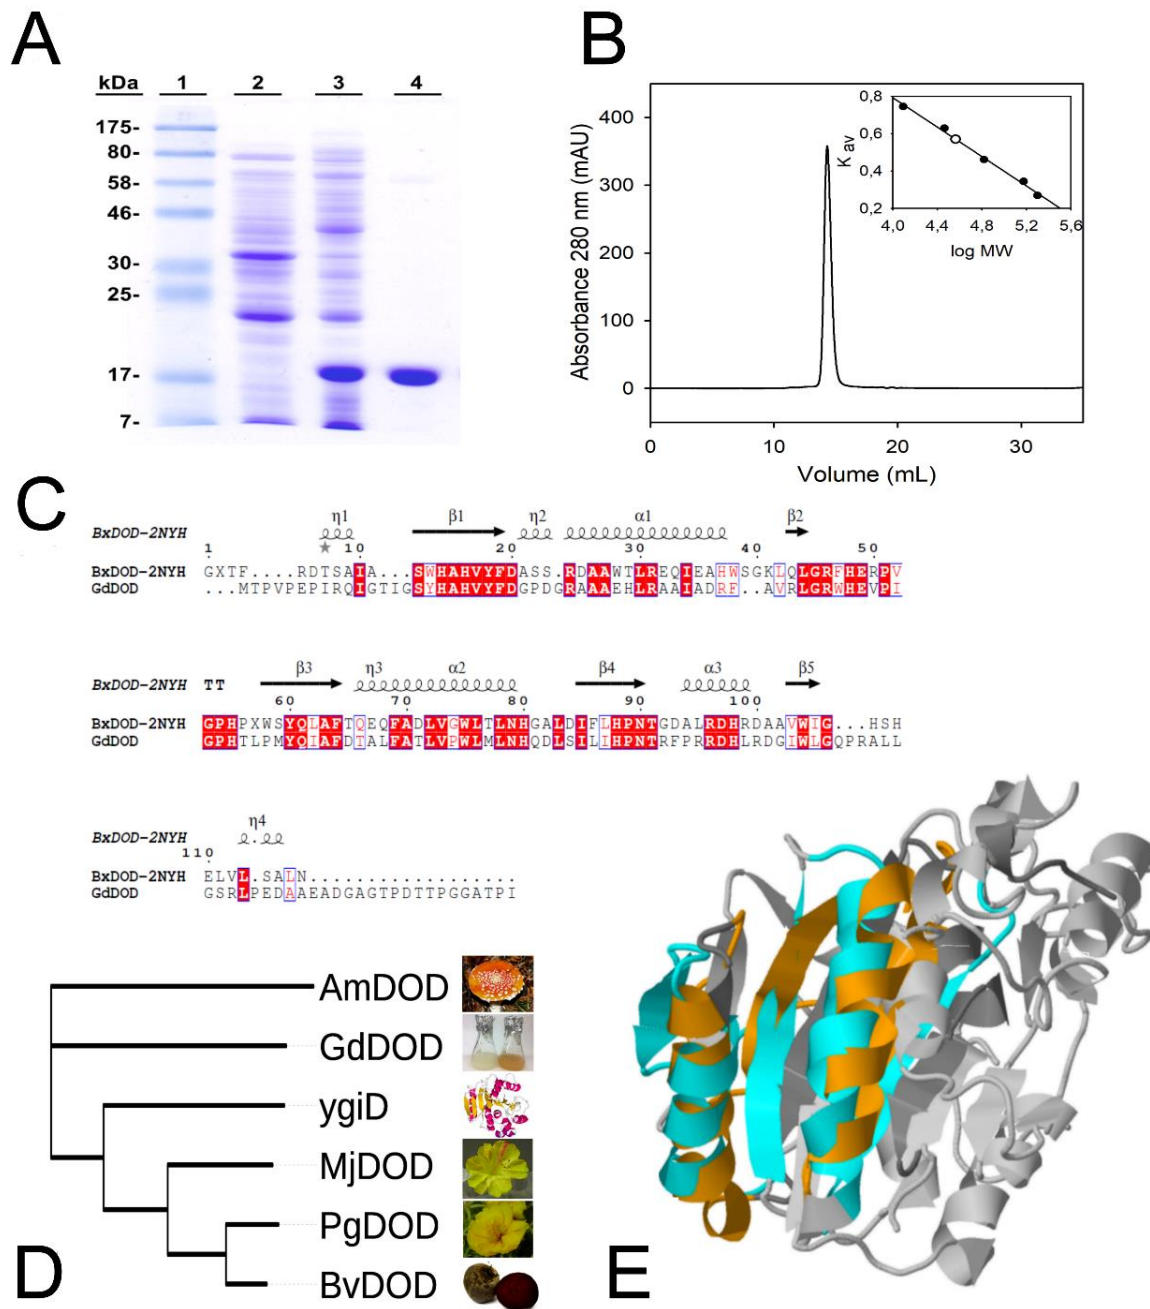 A
kDa 1 2 3 4
175-
80-
58-
46-
30-
25-
17-
7-
B
Absorbance 280 nm (mAU)
400
300
200
100
0
0 10 20 30
Volume (mL)
K av
0,8
0,6
0,4
0,2
4,0 4,4 4,8 5,2 5,6
log MW
C
BxDOD-2NYH η1 β1 η2 α1 β2
1 10 20 30 40 50
BxDOD-2NYH GXTF....RDTSAIA...SWHAHVYFDASS.RDAAWTLREQIEAHWSGKLQLGRFHERPV
GdDOD ...MTPVPEPIRQIGTIGSYHAHVYFDGPDGRAAAEHLRAAIADRF..AVRLGRWHEVPI
BxDOD-2NYH TT β3 η3 α2 β4 α3 β5
60 70 80 90 100
BxDOD-2NYH GPHPXWSYQLAFTQEQFADLVGWLTLNHGALDIFLHPNTGDALRDHRDAAVWIG...HSH
GdDOD GPHTLPMYQIAFDTALFATLVPWLMLNHQDLSILIHPNTRFPRRDHLRDGIWLGQPRALL
BxDOD-2NYH η4
110
BxDOD-2NYH ELVL.SALN..................
GdDOD GSRLPEDAAEADGAGTPDTTPGGATPI
AmDOD
GdDOD
ygiD
MjDOD
PgDOD
BvDOD
D
E